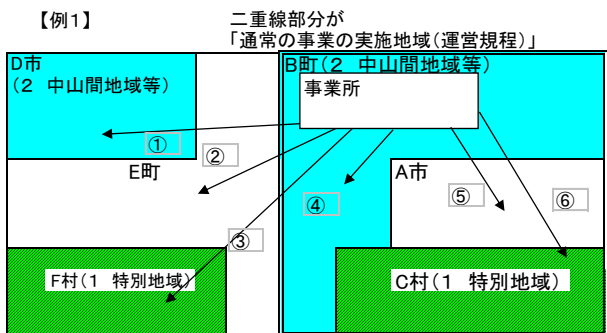 【例1】
二重線部分が
「通常の事業の実施地域(運営規程)」
D市
(2 中山間地域等)
B町(2 中山間地域等)
事業所
①
②
E町
A市
④
⑤
⑥
③
F村(1 特別地域)
C村(1 特別地域)